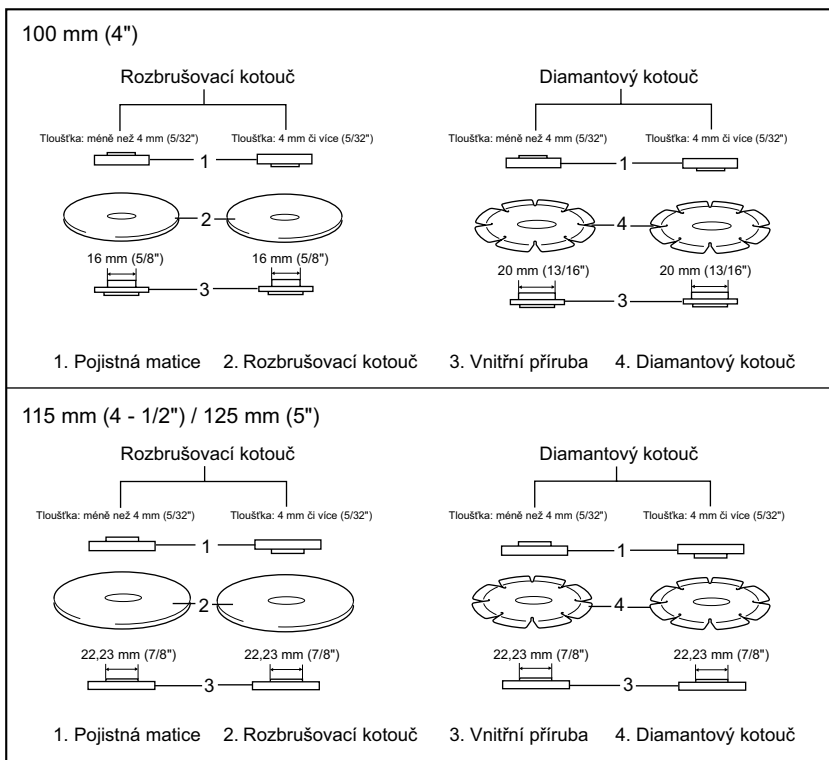 100 mm (4")
Rozbrušovací kotouč
Diamantový kotouč
Tloušťka: méně než 4 mm (5/32") Tloušťka: 4 mm či více (5/32")
Tloušťka: méně než 4 mm (5/32") Tloušťka: 4 mm či více (5/32")
1
1
2
4
16 mm (5/8") 16 mm (5/8")
20 mm (13/16") 20 mm (13/16")
3
3
1. Pojistná matice 2. Rozbrušovací kotouč 3. Vnitřní příruba 4. Diamantový kotouč
115 mm (4 - 1/2") / 125 mm (5")
Rozbrušovací kotouč
Diamantový kotouč
Tloušťka: méně než 4 mm (5/32") Tloušťka: 4 mm či více (5/32")
Tloušťka: méně než 4 mm (5/32") Tloušťka: 4 mm či více (5/32")
1
1
2
4
22,23 mm (7/8") 22,23 mm (7/8")
22,23 mm (7/8") 22,23 mm (7/8")
3
3
1. Pojistná matice 2. Rozbrušovací kotouč 3. Vnitřní příruba 4. Diamantový kotouč